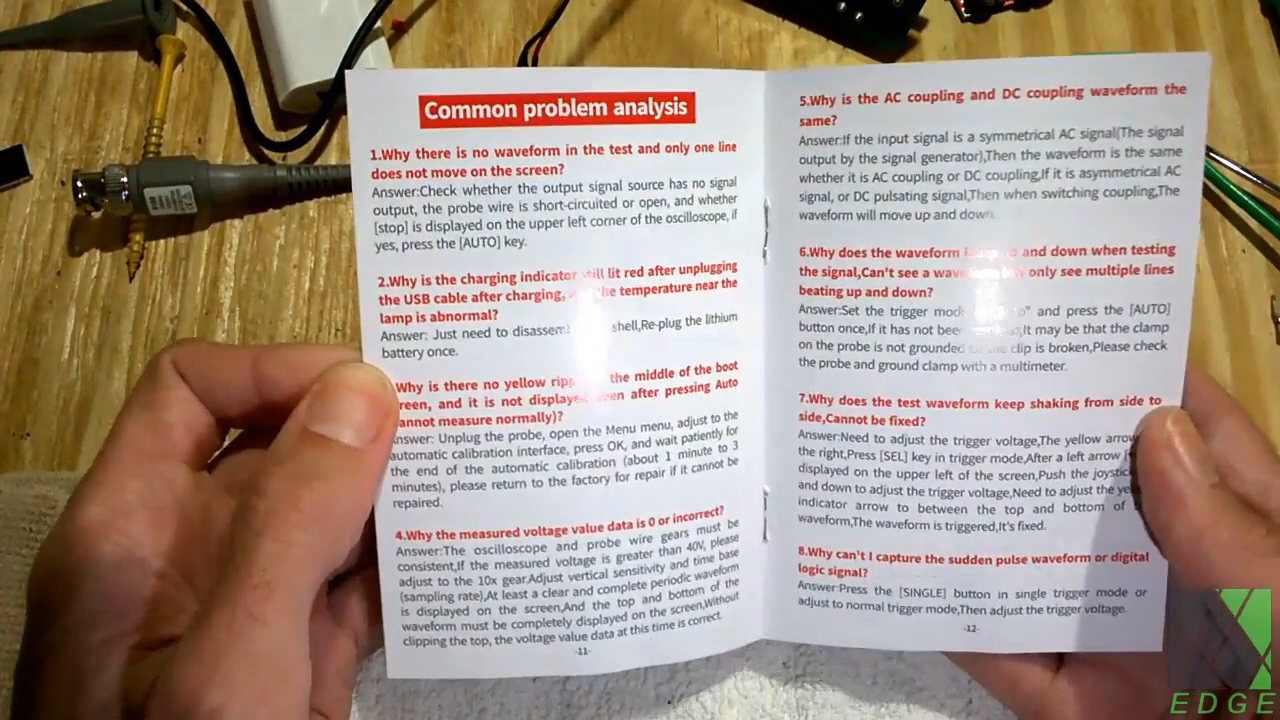 Common problem analysis
1.Why there is no waveform in the test and only one line
does not move on the screen?
Answer:Check whether the output signal source has no signal
output, the probe wire is short-circuited or open, and whether
[stop] is displayed on the upper left corner of the oscilloscope, if
yes, press the [AUTO] key.
2.Why is the charging indicator still lit red after unplugging
the USB cable after charging, the temperature near the
lamp is abnormal?
Answer: Just need to shell,Re-plug the lithium
battery once.
Why is there no yellow the middle of the boot
and it is not displayed even after pressing Auto
measure normally)?
Answer: Unplug the probe, open the Menu menu, adjust to the
automatic calibration interface, press OK, and wait patiently for
the end of the automatic calibration (about 1 minute to 3
minutes), please return to the factory for repair if it cannot be
repaired.
4.Why the measured voltage value data is 0 or incorrect?
Answer:The oscilloscope and probe wire gears must be
consistent,If the measured voltage is greater than 40V, please
adjust to the 10x gear.Adjust vertical sensitivity and time base
(sampling rate),At least a clear and complete periodic waveform
is displayed on the screen,And the top and bottom of the
waveform must be completely displayed on the screen,Without
clipping the top, the voltage value data at this time is correct.
-11-
5.Why is the AC coupling and DC coupling waveform the
same?
Answer:If the input signal is a symmetrical AC signal(The signal
output by the signal generator),Then the waveform is the same
whether it is AC coupling or DC coupling,If it is asymmetrical AC
signal, or DC pulsating signal,Then when switching coupling,The
waveform will move up and down.
6.Why does the waveform and down when testing
the signal,Can't see a only see multiple lines
beating up and down?
Answer:Set the trigger and press the [AUTO]
button once,If it has not been It may be that the clamp
on the probe is not grounded clip is broken,Please check
the probe and ground clamp with a multimeter.
7.Why does the test waveform keep shaking from side to
side,Cannot be fixed?
Answer:Need to adjust the trigger voltage,The yellow arrow
the right,Press [SEL] key in trigger mode,After a left arrow
displayed on the upper left of the screen,Push the
and down to adjust the trigger voltage,Need to adjust the
indicator arrow to between the top and bottom of
waveform,The waveform is triggered,It's fixed.
8.Why can't I capture the sudden pulse waveform or digital
logic signal?
Answer:Press the [SINGLE] button in single trigger mode or
adjust to normal trigger mode,Then adjust the trigger voltage.
-12-
EDGE